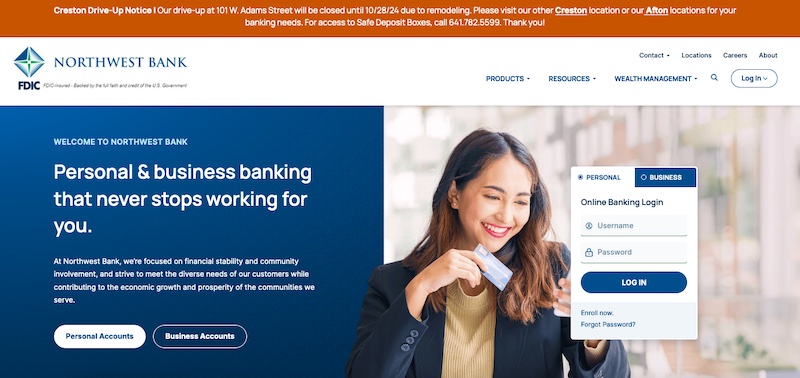 Creston Drive-Up Notice | Our drive-up at 101 W. Adams Street will be closed until 10/28/24 due to remodeling. Please visit our other Creston location or our Afton locations for your
banking needs. For access to Safe Deposit Boxes, call 641.782.5599. Thank you!
Contact
Locations
Careers
About
NORTHWEST BANK
FDIC FDIC-Insured - Backed by the full faith and credit of the U.S. Government
PRODUCTS
RESOURCES
WEALTH MANAGEMENT
Log In
WELCOME TO NORTHWEST BANK
Personal & business banking
that never stops working for
you.
At Northwest Bank, we're focused on financial stability and community
involvement, and strive to meet the diverse needs of our customers while
contributing to the economic growth and prosperity of the communities we
serve.
Personal Accounts
Business Accounts
PERSONAL
BUSINESS
Online Banking Login
Username
Password
LOG IN
Enroll now.
Forgot Password?